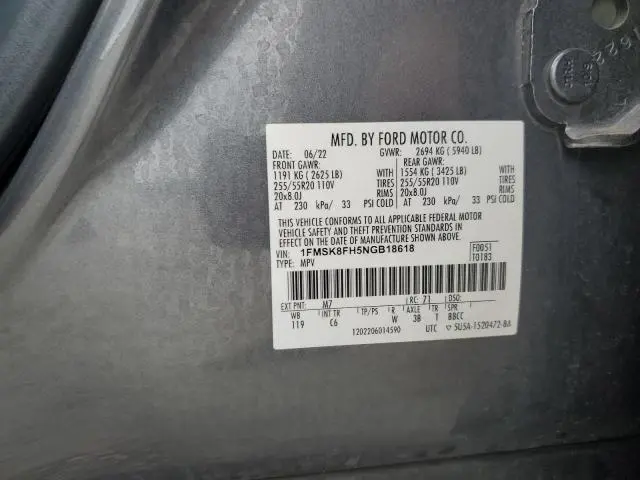 MFD. BY FORD MOTOR CO.
DATE: 06/22 GVWR: 2694 KG ( 5940 LB)
FRONT GAWR: REAR GAWR:
1191 KG ( 2625 LB) WITH 1554 KG ( 3425 LB) WITH
255/55R20 110V TIRES 255/55R20 110V TIRES
20x8.0J RIMS 20x8.0J RIMS
AT 230 kPa/ 33 PSI COLD AT 230 kPa/ 33 PSI COLD
THIS VEHICLE CONFORMS TO ALL APPLICABLE FEDERAL MOTOR
VEHICLE SAFETY AND THEFT PREVENTION STANDARDS IN
EFFECT ON THE DATE OF MANUFACTURE SHOWN ABOVE.
VIN: 1FMSK8FH5NGB18618 F0051
TYPE: MPV T0183
EXT PNT: M7 RC: 71 DSO:
WB INT TR TP/PS R AXLE TR SPR
119 C6 W 3B T BBCC
1202206014590 UTC 5U5A-1520472-BA